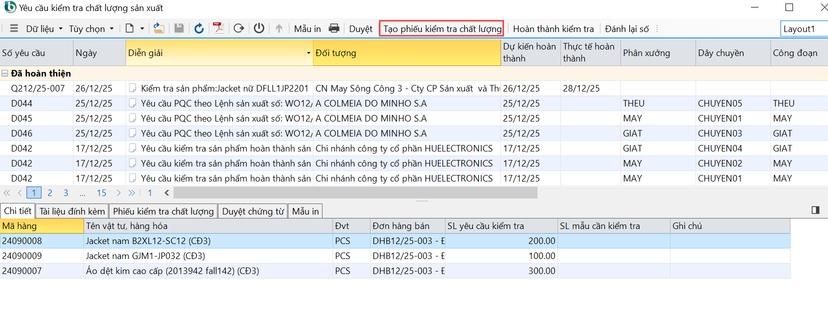 Yêu cầu kiểm tra chất lượng sản xuất
Dữ liệu Tùy chọn Mẫu in Duyệt Tạo phiếu kiểm tra chất lượng Hoàn thành kiểm tra Đánh lại số Layout1
Số yêu cầu Ngày Diễn giải Đối tượng Dự kiến hoàn thành Thực tế hoàn thành Phân xưởng Dây chuyền Công đoạn
Đã hoàn thiện
Q212/25-007 26/12/25 Kiểm tra sản phẩm:Jacket nữ DFLL1JP2201 CN May Sông Công 3 - Cty CP Sản xuất và Thư 26/12/25 28/12/25
D044 25/12/25 Yêu cầu PQC theo Lệnh sản xuất số: WO12/ A COLMEIA DO MINHO S.A 25/12/25 THEU CHUYEN05 THEU
D045 25/12/25 Yêu cầu PQC theo Lệnh sản xuất số: WO12/ A COLMEIA DO MINHO S.A 25/12/25 MAY CHUYEN01 MAY
D046 25/12/25 Yêu cầu PQC theo Lệnh sản xuất số: WO12/ A COLMEIA DO MINHO S.A 25/12/25 GIAT CHUYEN03 GIAT
D042 17/12/25 Yêu cầu kiểm tra sản phẩm hoàn thành sản Chi nhánh công ty cổ phần HUELECTRONICS 17/12/25 GIAT CHUYEN04 GIAT
D042 17/12/25 Yêu cầu kiểm tra sản phẩm hoàn thành sản Chi nhánh công ty cổ phần HUELECTRONICS 17/12/25 MAY CHUYEN02 MAY
D042 17/12/25 Yêu cầu kiểm tra sản phẩm hoàn thành sản Chi nhánh công ty cổ phần HUELECTRONICS 17/12/25 MAY CHUYEN01 MAY
1 2 3 ... 15 1
Chi tiết Tài liệu đính kèm Phiếu kiểm tra chất lượng Duyệt chứng từ Mẫu in
Mã hàng Tên vật tư, hàng hóa Đvt Đơn hàng bán SL yêu cầu kiểm tra SL mẫu cần kiểm tra Ghi chú
24090008 Jacket nam B2XL12-SC12 (CĐ3) PCS DHB12/25-003 - Đ 200.00
24090009 Jacket nam GJM1-JP032 (CĐ3) PCS DHB12/25-003 - Đ 100.00
24090007 Áo dệt kim cao cấp (2013942 fall142) (CĐ3) PCS DHB12/25-003 - Đ 300.00